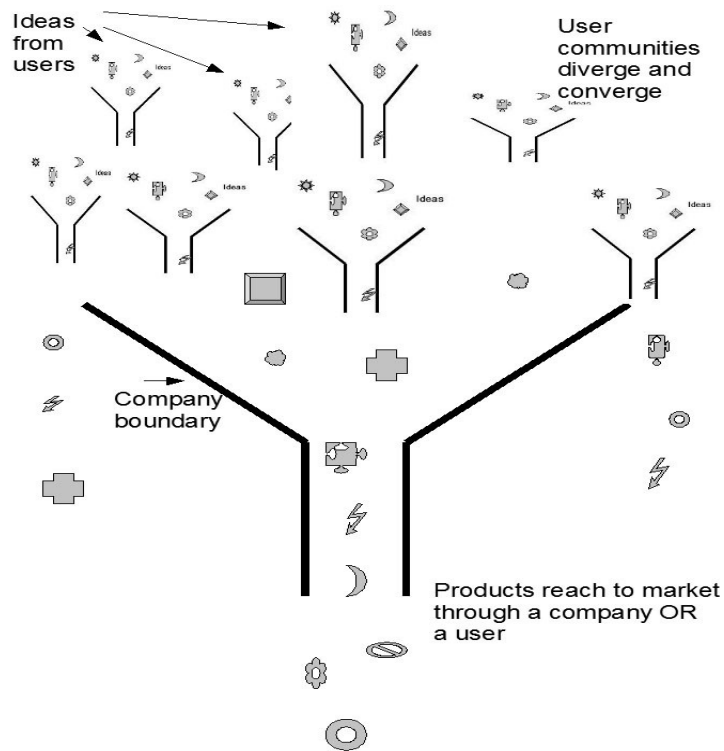 Ideas
from
users
User
communities
diverge and
converge
Ideas
Ideas
Ideas
Ideas
Ideas
Ideas
Ideas
Company
boundary
Products reach to market
through a company OR
a user